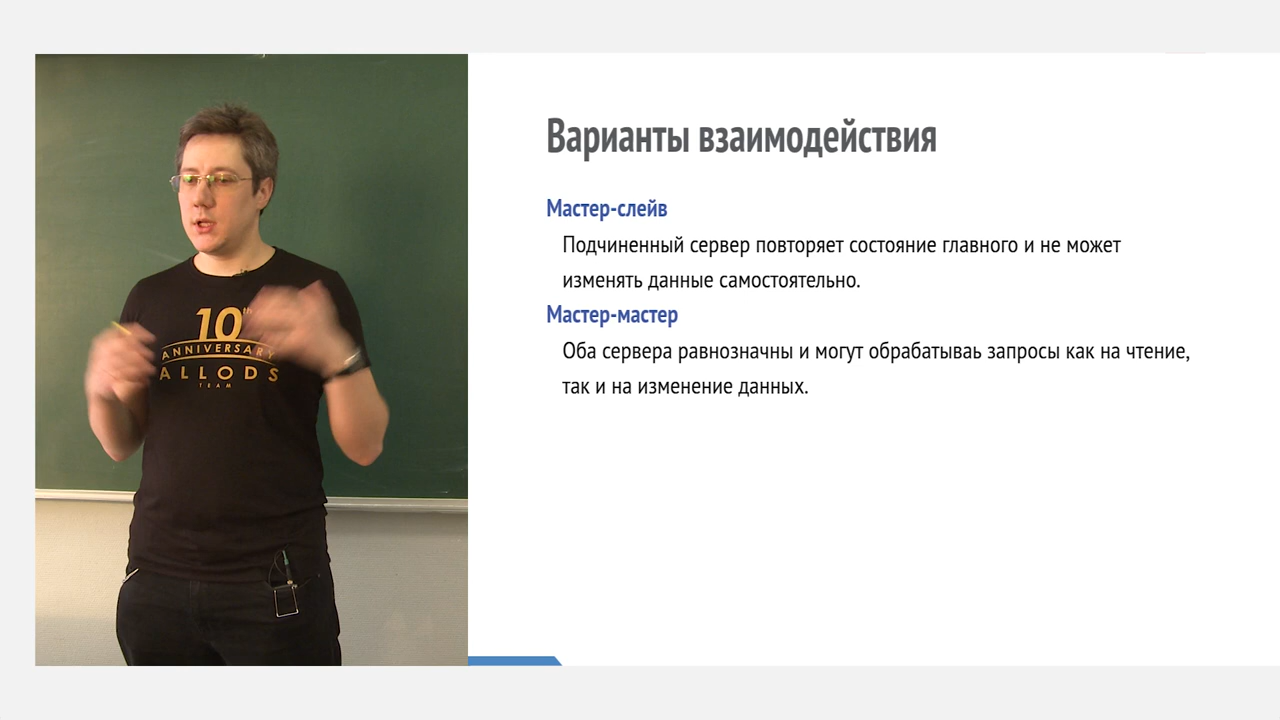 Варианты взаимодействия
Мастер-слейв
Подчиненный сервер повторяет состояние главного и не может
изменять данные самостоятельно.
Мастер-мастер
Оба сервера равнозначны и могут обрабатываь запросы как на чтение,
так и на изменение данных.
10th
ANNIVERSARY
ALLODS
TEAM